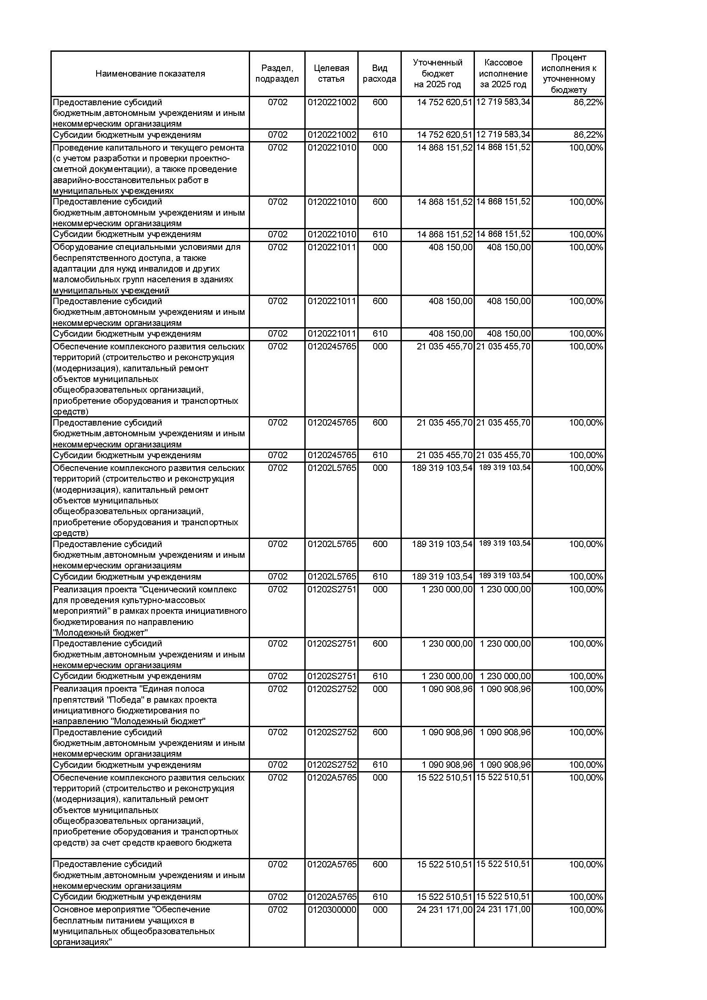 Наименование показателя
Раздел,
подраздел
Целевая
статья
Вид
расхода
Уточненный
бюджет
на 2025 год
Кассовое
исполнение
за 2025 год
Процент
исполнения к
уточненному
бюджету
Предоставление субсидий 0702 0120221002 600 14 752 620,51 12 719 583,34 86,22%
бюджетным,автономным учреждениям и иным
некоммерческим организациям
Субсидии бюджетным учреждениям 0702 0120221002 610 14 752 620,51 12 719 583,34 86,22%
Проведение капитального и текущего ремонта 0702 0120221010 000 14 868 151,52 14 868 151,52 100,00%
(с учетом разработки и проверки проектно-
сметной документации), а также проведение
аварийно-восстановительных работ в
муниципальных учреждениях
Предоставление субсидий 0702 0120221010 600 14 868 151,52 14 868 151,52 100,00%
бюджетным,автономным учреждениям и иным
некоммерческим организациям
Субсидии бюджетным учреждениям 0702 0120221010 610 14 868 151,52 14 868 151,52 100,00%
Оборудование специальными условиями для 0702 0120221011 000 408 150,00 408 150,00 100,00%
беспрепятственного доступа, а также
адаптации для нужд инвалидов и других
маломобильных групп населения в зданиях
муниципальных учреждений
Предоставление субсидий 0702 0120221011 600 408 150,00 408 150,00 100,00%
бюджетным,автономным учреждениям и иным
некоммерческим организациям
Субсидии бюджетным учреждениям 0702 0120221011 610 408 150,00 408 150,00 100,00%
Обеспечение комплексного развития сельских 0702 0120245765 000 21 035 455,70 21 035 455,70 100,00%
территорий (строительство и реконструкция
(модернизация), капитальный ремонт
объектов муниципальных
общеобразовательных организаций,
приобретение оборудования и транспортных
средств)
Предоставление субсидий 0702 0120245765 600 21 035 455,70 21 035 455,70 100,00%
бюджетным,автономным учреждениям и иным
некоммерческим организациям
Субсидии бюджетным учреждениям 0702 0120245765 610 21 035 455,70 21 035 455,70 100,00%
Обеспечение комплексного развития сельских 0702 01202L5765 000 189 319 103,54 189 319 103,54 100,00%
территорий (строительство и реконструкция
(модернизация), капитальный ремонт
объектов муниципальных
общеобразовательных организаций,
приобретение оборудования и транспортных
средств)
Предоставление субсидий 0702 01202L5765 600 189 319 103,54 189 319 103,54 100,00%
бюджетным,автономным учреждениям и иным
некоммерческим организациям
Субсидии бюджетным учреждениям 0702 01202L5765 610 189 319 103,54 189 319 103,54 100,00%
Реализация проекта "Сценический комплекс 0702 01202S2751 000 1 230 000,00 1 230 000,00 100,00%
для проведения культурно-массовых
мероприятий" в рамках проекта инициативного
бюджетирования по направлению
"Молодежный бюджет"
Предоставление субсидий 0702 01202S2751 600 1 230 000,00 1 230 000,00 100,00%
бюджетным,автономным учреждениям и иным
некоммерческим организациям
Субсидии бюджетным учреждениям 0702 01202S2751 610 1 230 000,00 1 230 000,00 100,00%
Реализация проекта "Единая полоса 0702 01202S2752 000 1 090 908,96 1 090 908,96 100,00%
препятствий "Победа" в рамках проекта
инициативного бюджетирования по
направлению "Молодежный бюджет"
Предоставление субсидий 0702 01202S2752 600 1 090 908,96 1 090 908,96 100,00%
бюджетным,автономным учреждениям и иным
некоммерческим организациям
Субсидии бюджетным учреждениям 0702 01202S2752 610 1 090 908,96 1 090 908,96 100,00%
Обеспечение комплексного развития сельских 0702 01202A5765 000 15 522 510,51 15 522 510,51 100,00%
территорий (строительство и реконструкция
(модернизация), капитальный ремонт
объектов муниципальных
общеобразовательных организаций,
приобретение оборудования и транспортных
средств) за счет средств краевого бюджета
Предоставление субсидий 0702 01202A5765 600 15 522 510,51 15 522 510,51 100,00%
бюджетным,автономным учреждениям и иным
некоммерческим организациям
Субсидии бюджетным учреждениям 0702 01202A5765 610 15 522 510,51 15 522 510,51 100,00%
Основное мероприятие "Обеспечение 0702 0120300000 000 24 231 171,00 24 231 171,00 100,00%
бесплатным питанием учащихся в
муниципальных общеобразовательных
организациях"